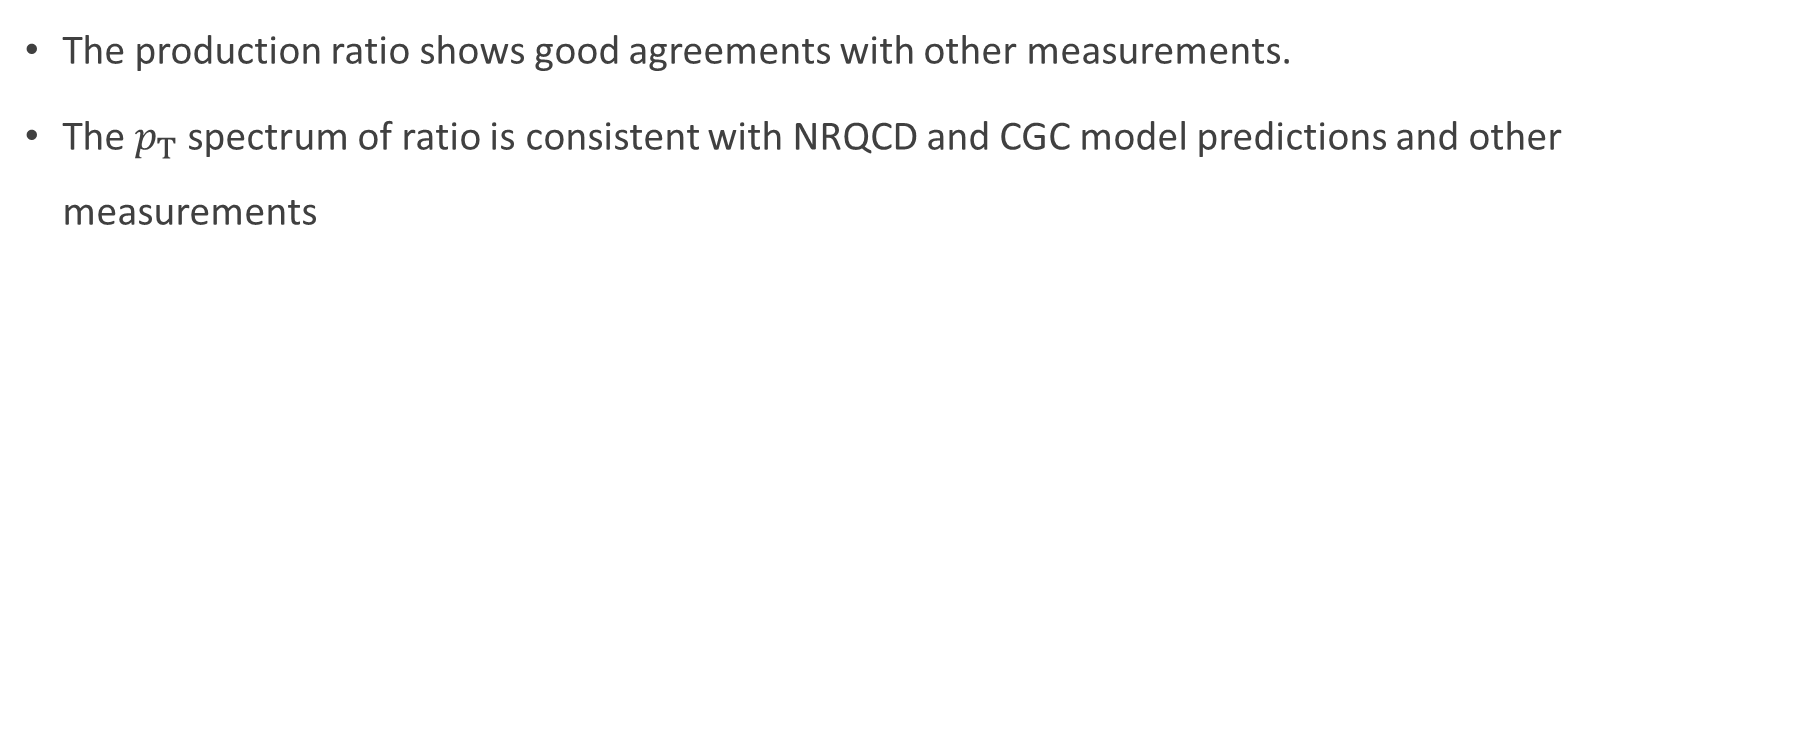 • The production ratio shows good agreements with other measurements.
• The p_T spectrum of ratio is consistent with NRQCD and CGC model predictions and other
measurements